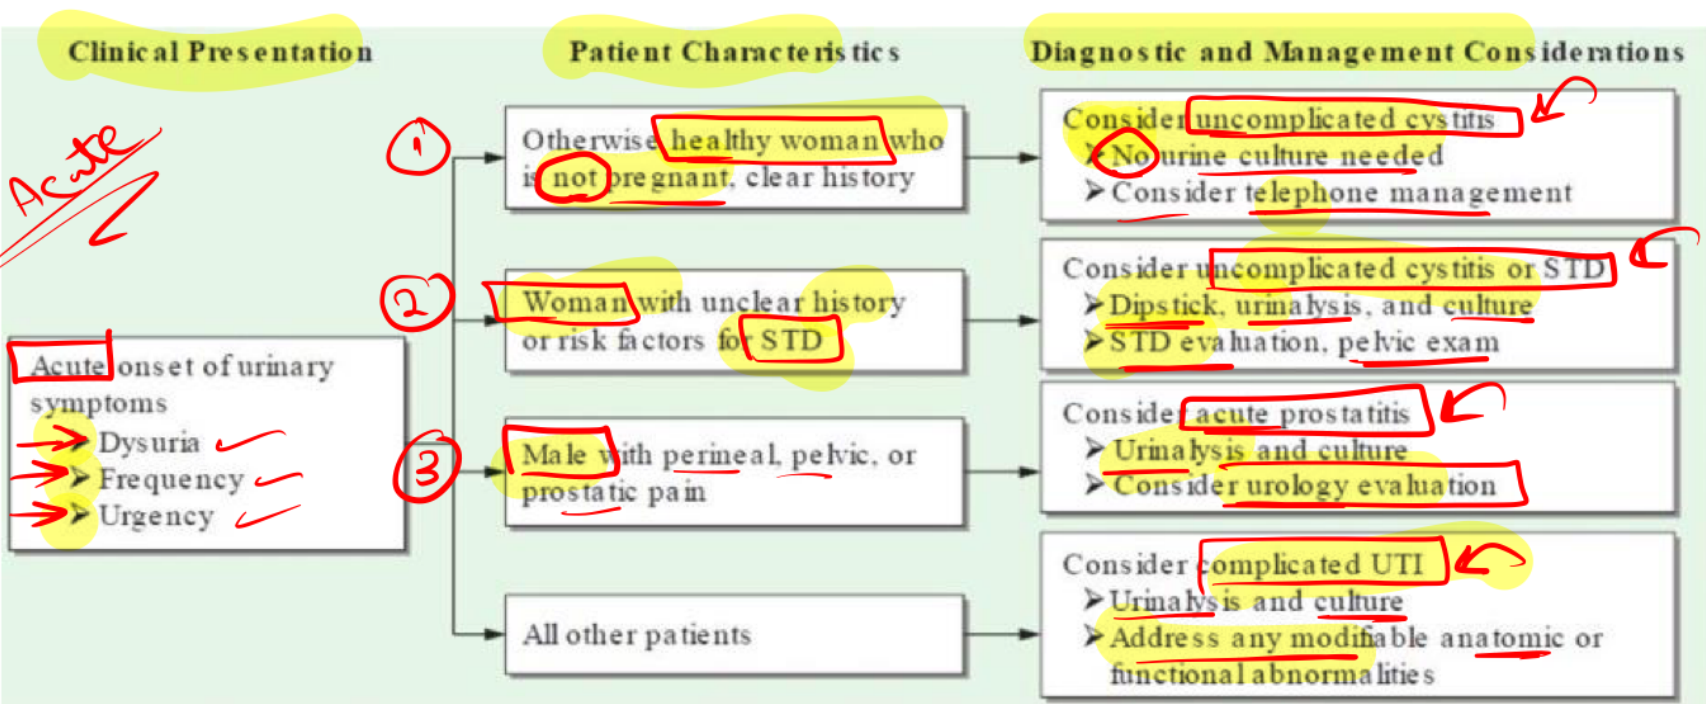 Clinical Presentation
Patient Characteristics
Diagnostic and Management Considerations
Acute
Acute onset of urinary
symptoms
➤ Dysuria
➤ Frequency
➤ Urgency
1
Otherwise healthy woman who
is not pregnant, clear history
Consider uncomplicated cystitis
➤ No urine culture needed
➤ Consider telephone management
2
Woman with unclear history
or risk factors for STD
Consider uncomplicated cystitis or STD
➤ Dipstick, urinalysis, and culture
➤ STD evaluation, pelvic exam
3
Male with perineal, pelvic, or
prostatic pain
Consider acute prostatitis
➤ Urinalysis and culture
➤ Consider urology evaluation
All other patients
Consider complicated UTI
➤ Urinalysis and culture
➤ Address any modifiable anatomic or
functional abnormalities